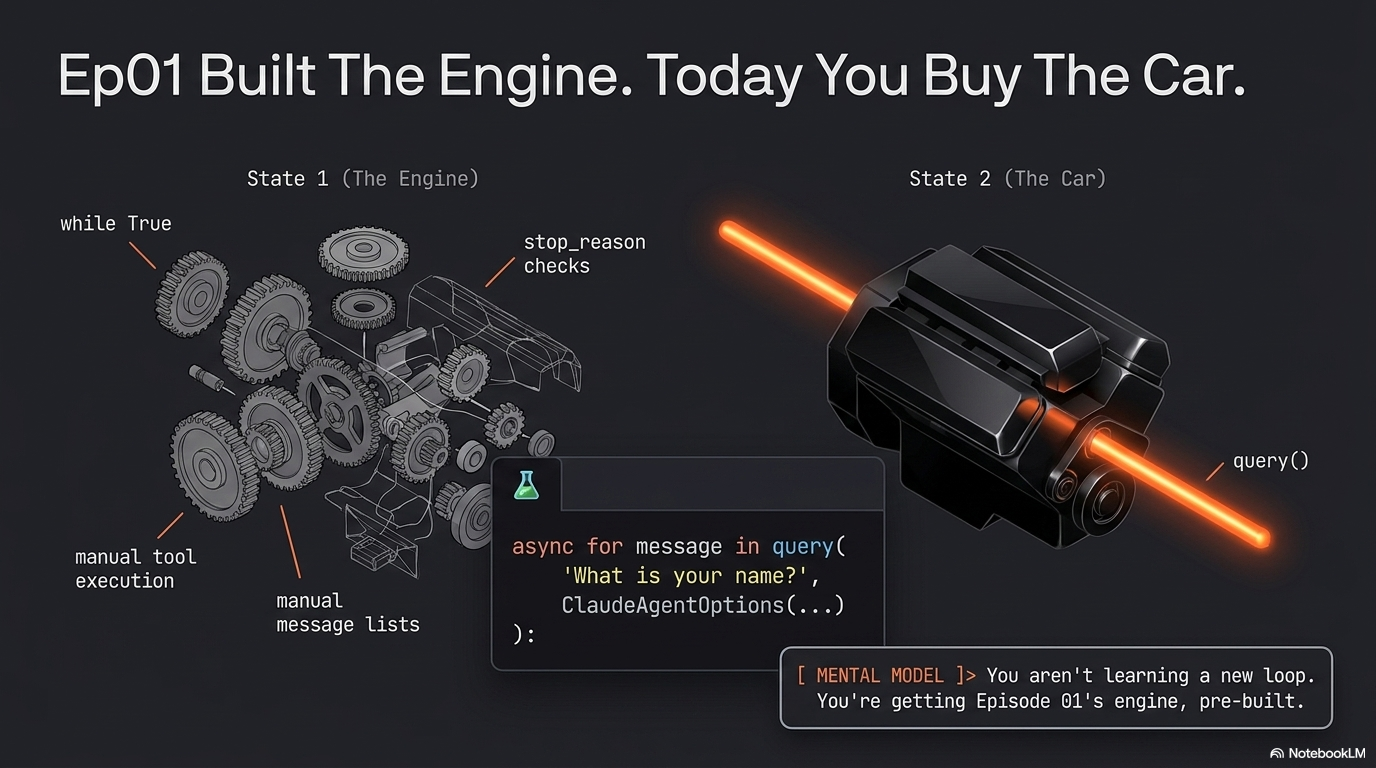 Ep01 Built The Engine. Today You Buy The Car.
State 1 (The Engine)
while True
stop_reason
checks
manual tool
execution
manual
message lists
State 2 (The Car)
query()
async for message in query(
    'What is your name?',
    ClaudeAgentOptions(...)
):
[ MENTAL MODEL ]> You aren't learning a new loop.
You're getting Episode 01's engine, pre-built.
NotebookLM